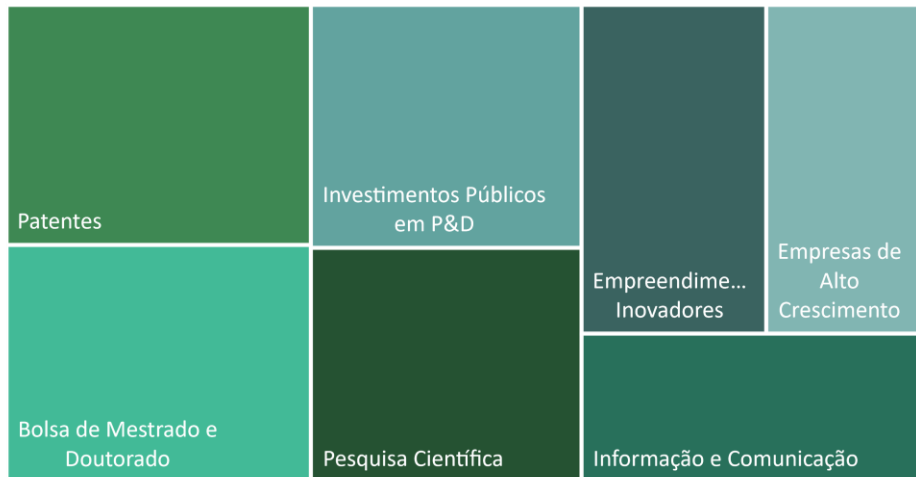 Patentes
Investimentos Públicos
em P&D
Empreendime...
Inovadores
Empresas de
Alto
Crescimento
Bolsa de Mestrado e
Doutorado
Pesquisa Científica
Informação e Comunicação